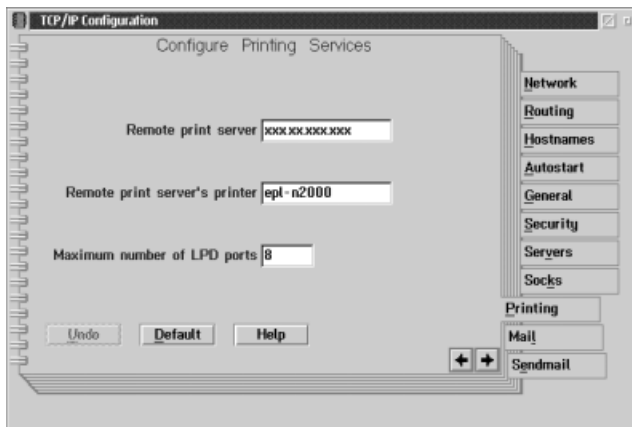 TCP/IP Configuration
Configure Printing Services
Remote print server xxx.xx.xxx.xxx
Remote print server's printer epl-n2000
Maximum number of LPD ports 8
Undo Default Help
Network
Routing
Hostnames
Autostart
General
Security
Servers
Socks
Printing
Mail
Sendmail